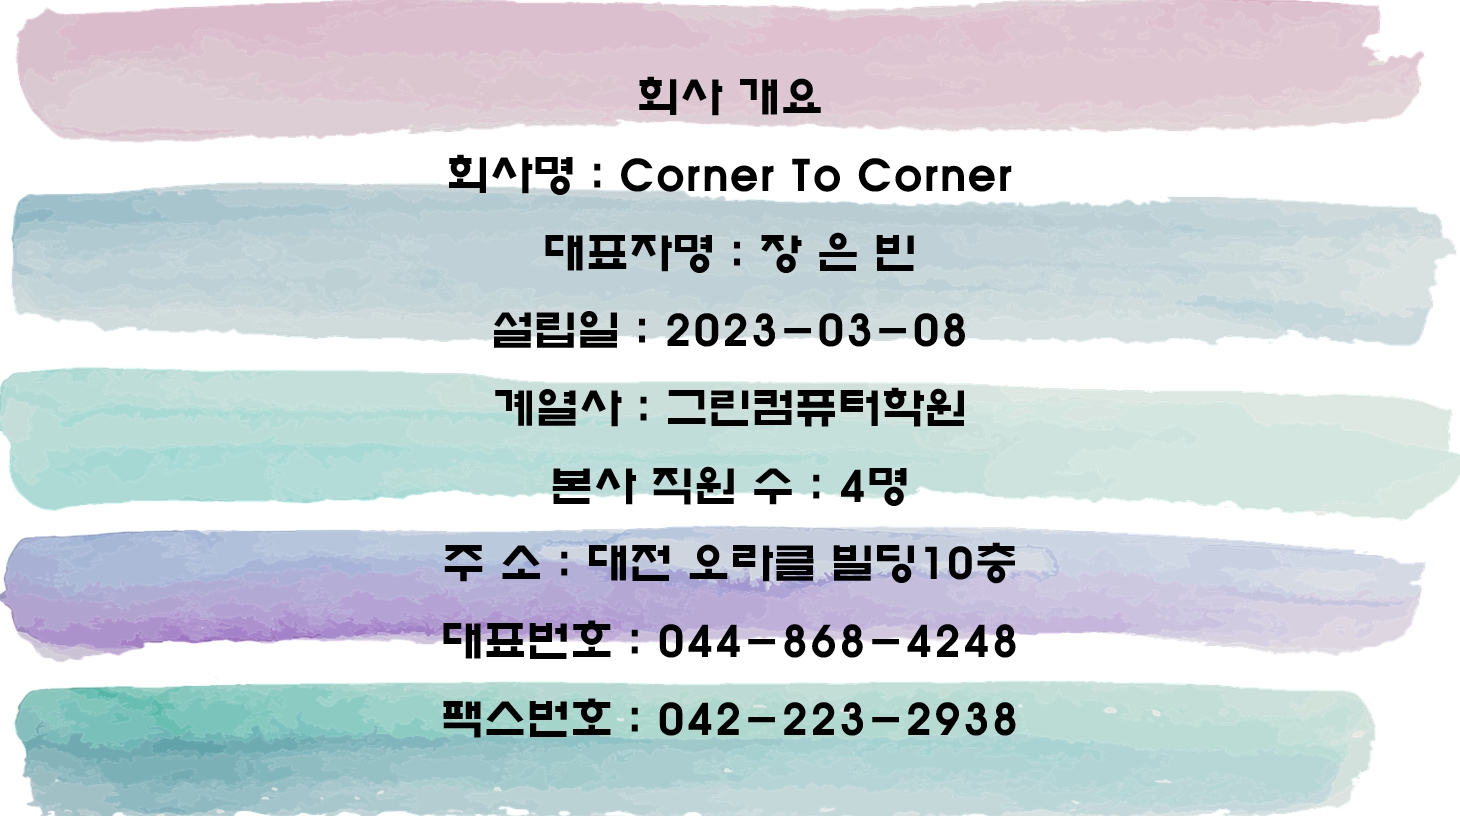 회사 개요
회사명 : Corner To Corner
대표자명 : 장 은 빈
설립일 : 2023-03-08
계열사 : 그린컴퓨터학원
본사 직원 수 : 4명
주 소 : 대전 오라클 빌딩10층
대표번호 : 044-868-4248
팩스번호 : 042-223-2938